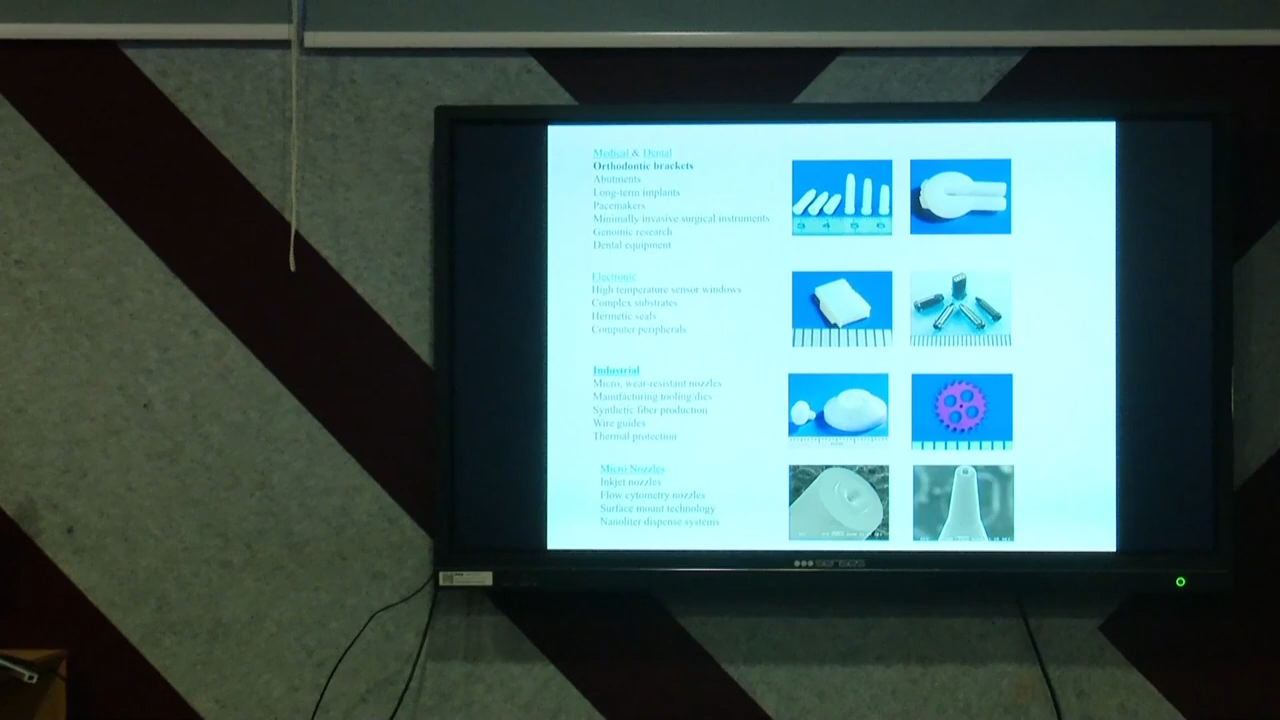 Medical & Dental
Orthodontic brackets
Abutments
Long-term implants
Pacemakers
Minimally invasive surgical instruments
Genomic research
Dental equipment
Electronic
High temperature sensor windows
Complex substrates
Hermetic seals
Computer peripherals
Industrial
Micro, wear-resistant nozzles
Manufacturing tooling/dies
Synthetic fiber production
Wire guides
Thermal protection
Micro Nozzles
Inkjet nozzles
Flow cytometry nozzles
Surface mount technology
Nanoliter dispense systems
senses